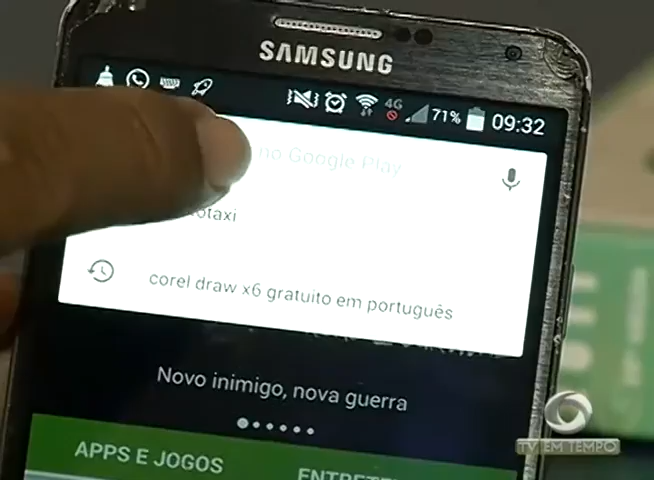 SAMSUNG
4G 71% 09:32
no Google Play
corel draw x6 gratuito em português
Novo inimigo, nova guerra
APPS E JOGOS
TV EM TEMPO